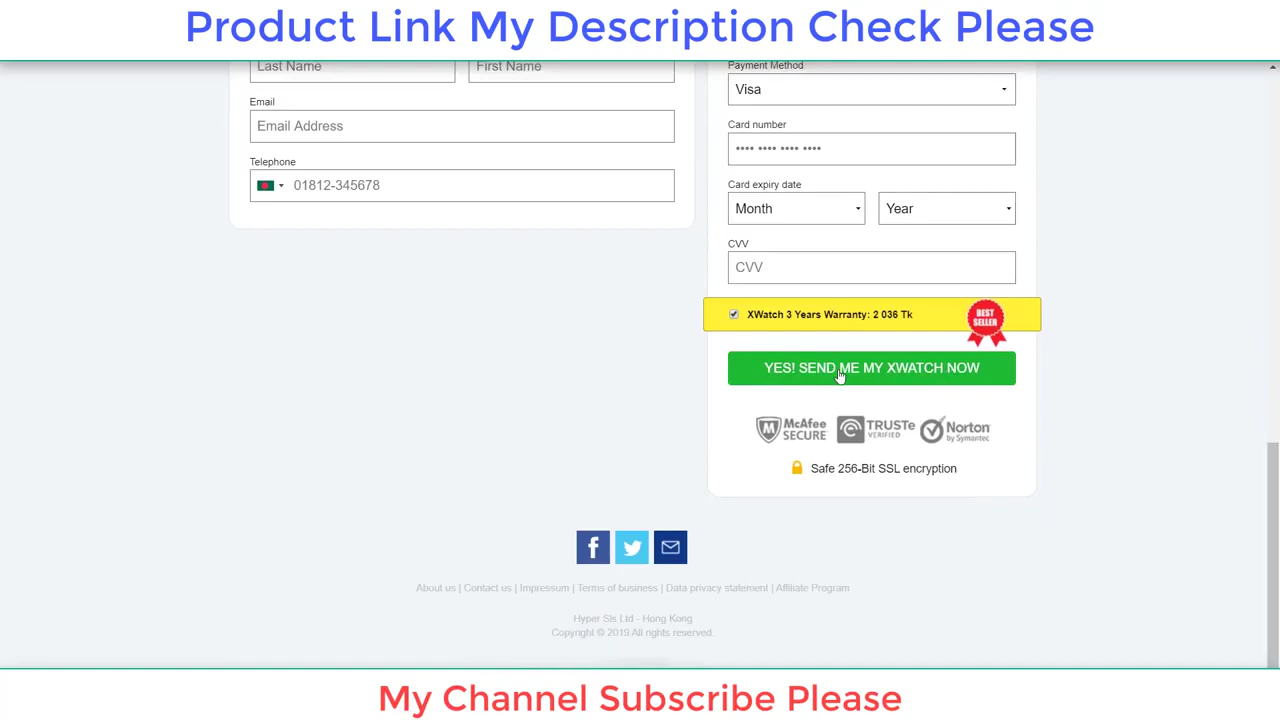 Product Link My Description Check Please
Last Name
First Name
Email
Email Address
Telephone
01812-345678
Payment Method
Visa
Card number
•••• •••• •••• ••••
Card expiry date
Month
Year
CVV
CVV
XWatch 3 Years Warranty: 2 036 Tk
BEST
SELLER
YES! SEND ME MY XWATCH NOW
McAfee
SECURE
TRUSTe
VERIFIED
Norton
by Symantec
Safe 256-Bit SSL encryption
About us | Contact us | Impressum | Terms of business | Data privacy statement | Affiliate Program
Hyper Sls Ltd - Hong Kong
Copyright © 2019 All rights reserved.
My Channel Subscribe Please